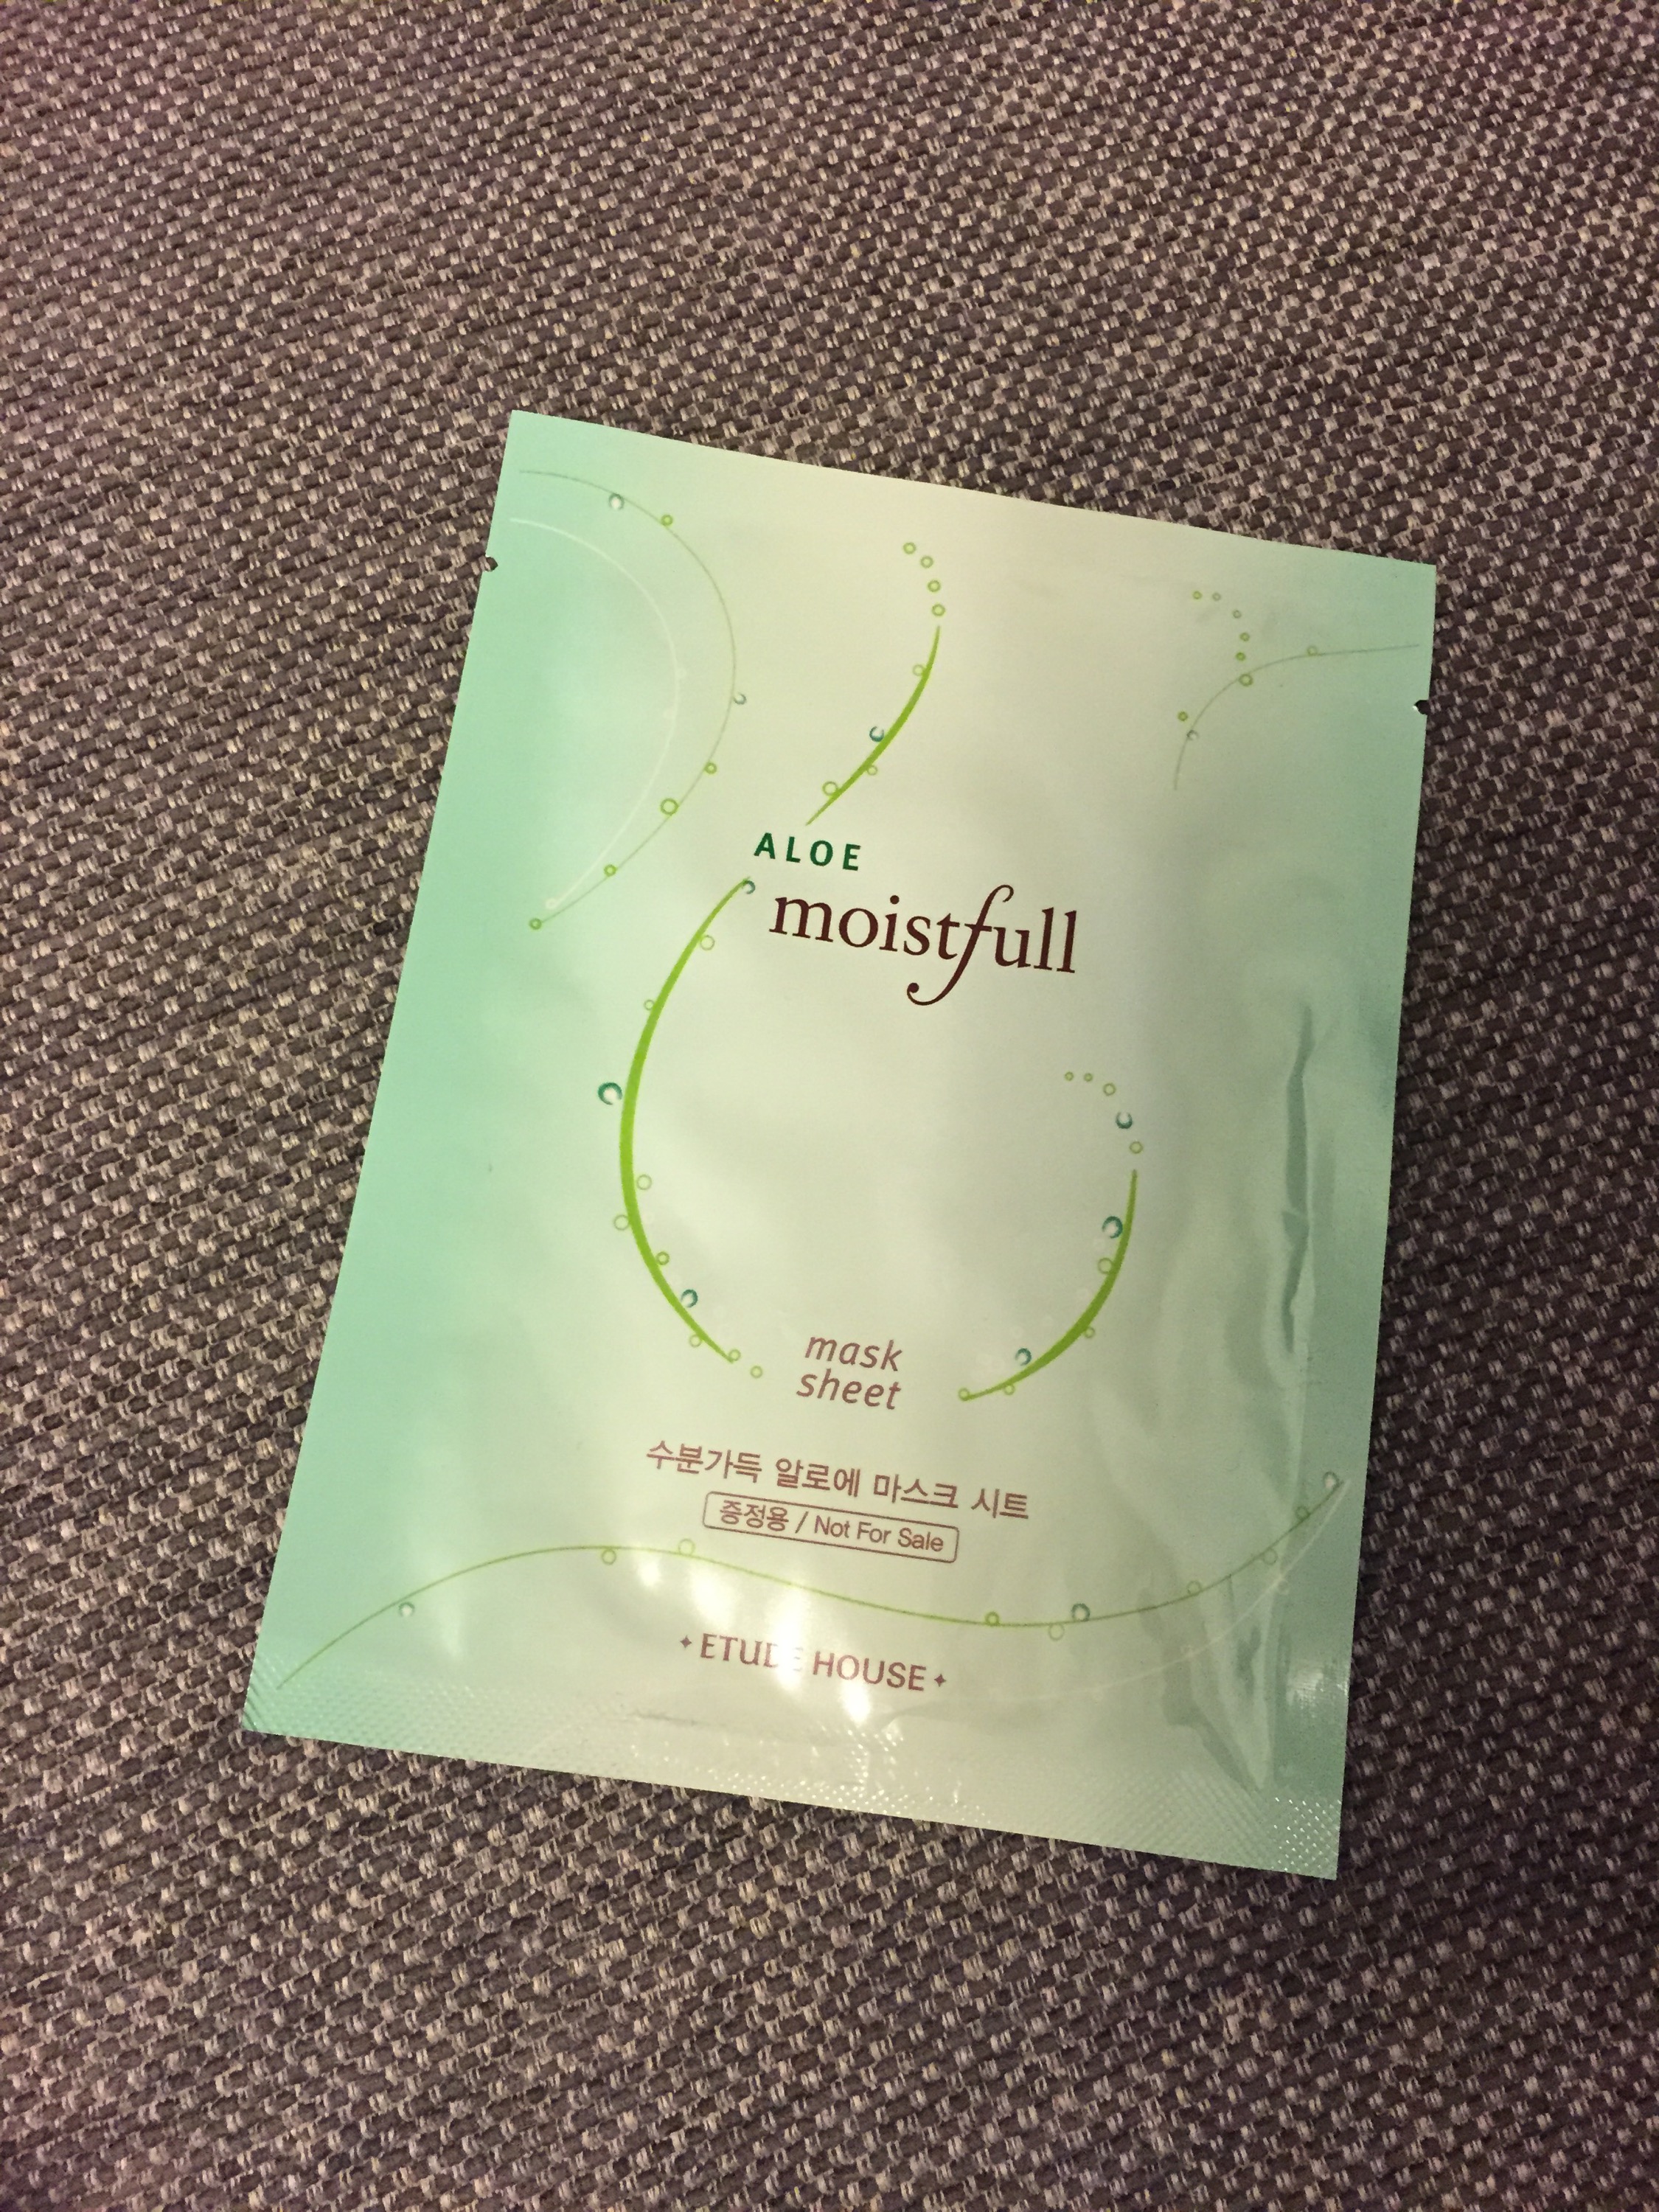 ALOE
moistfull
mask
sheet
수분가득 알로에 마스크 시트
증정용 / Not For Sale
ETUDE HOUSE